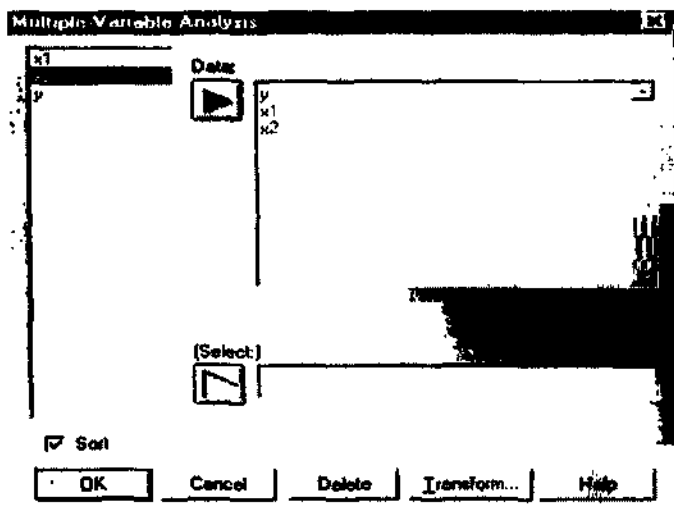 Multiple-Variable Analysis
x1
y
Data:
y
x1
x2
(Select:)
Sort
OK
Cancel
Delete
Transform...
Help